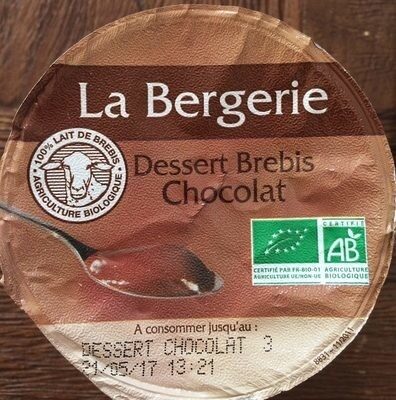 La Bergerie
100% LAIT DE BREBIS
AGRICULTURE BIOLOGIQUE
Dessert Brebis
Chocolat
CERTIFIÉ
AB
CERTIFIÉ PAR FR-BIO-01
AGRICULTURE UE/NON-UE
AGRICULTURE
BIOLOGIQUE
A consommer jusqu'au :
DESSERT CHOCOLAT 3
21/05/17 13:21